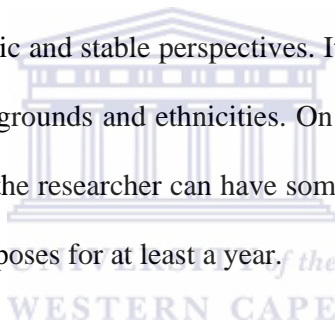 ic and stable perspectives. I
grounds and ethnicities. On
the researcher can have som
poses for at least a year.
UNIVERSITY of the
WESTERN CAPE